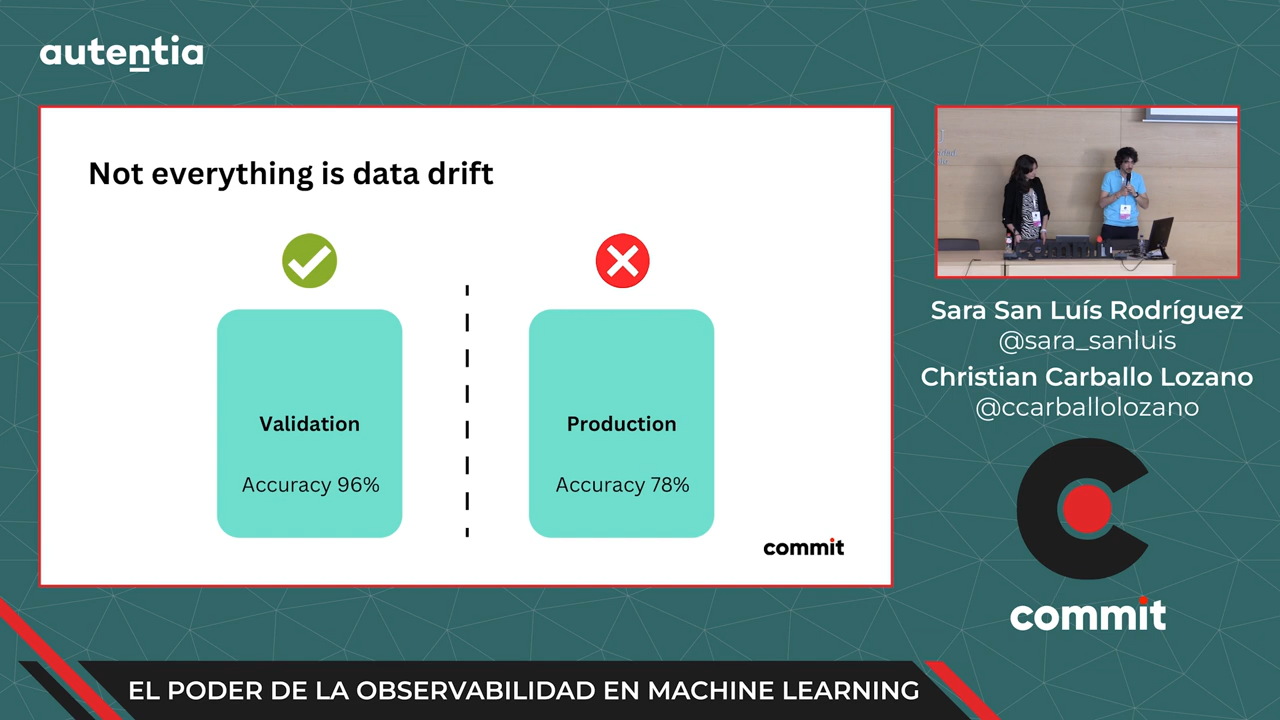 autentia
Not everything is data drift
Validation
Accuracy 96%
Production
Accuracy 78%
commit
Sara San Luís Rodríguez
@sara_sanluis
Christian Carballo Lozano
@ccarballolozano
commit
EL PODER DE LA OBSERVABILIDAD EN MACHINE LEARNING